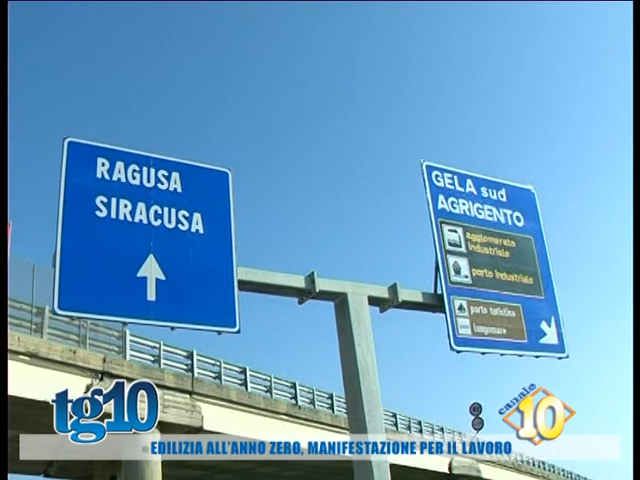 RAGUSA
SIRACUSA
GELA sud
AGRIGENTO
agglomerato
industriale
porto industriale
porto turistico
lungomare
tg10
canale
10
EDILIZIA ALL'ANNO ZERO, MANIFESTAZIONE PER IL LAVORO